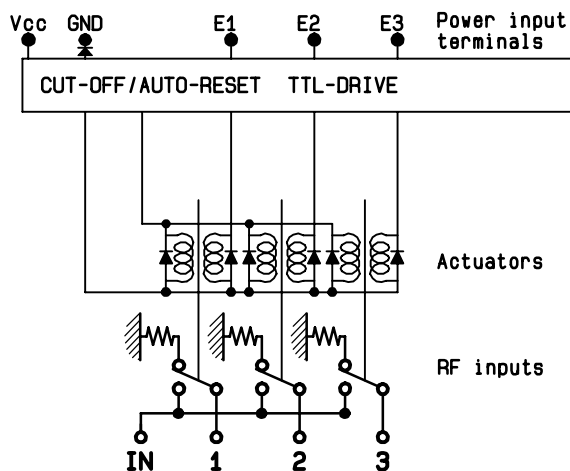 Vcc GND E1 E2 E3 Power input
terminals
CUT-OFF/AUTO-RESET TTL-DRIVE
Actuators
RF inputs
IN 1 2 3